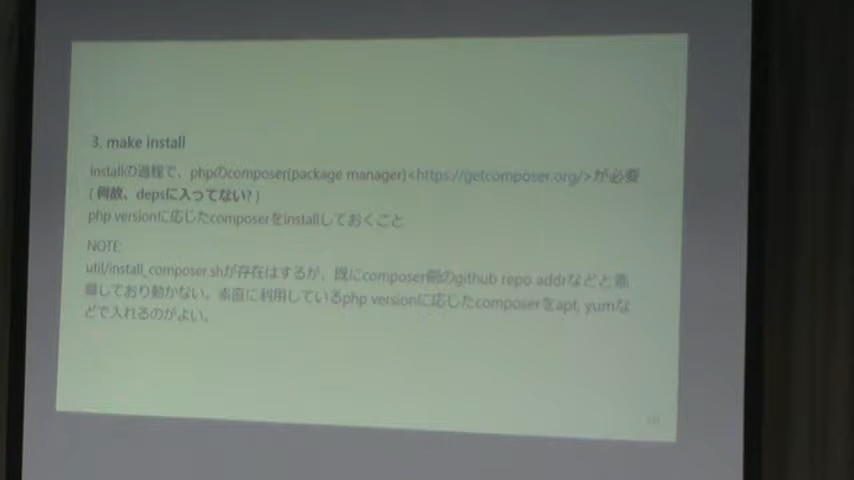 3. make install
installの過程で、phpのcomposer(package manager)<https://getcomposer.org/>が必要
( 何故、depsに入ってない? )
php versionに応じたcomposerをinstallしておくこと
NOTE:
util/install_composer.shが存在はするが、既にcomposer側のgithub repo addrなどと乖
離しており動かない。素直に利用しているphp versionに応じたcomposerをapt, yumな
どで入れるのがよい。